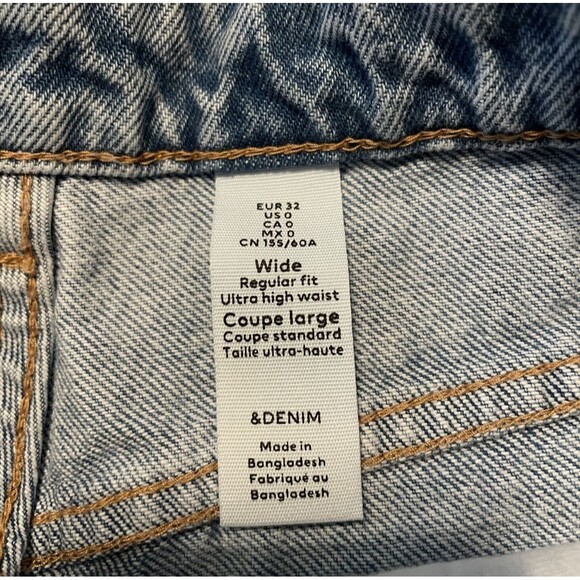 EUR 32
US 0
CA 0
MX 0
CN 155/60A
Wide
Regular fit
Ultra high waist
Coupe large
Coupe standard
Taille ultra-haute
&DENIM
Made in
Bangladesh
Fabriqué au
Bangladesh